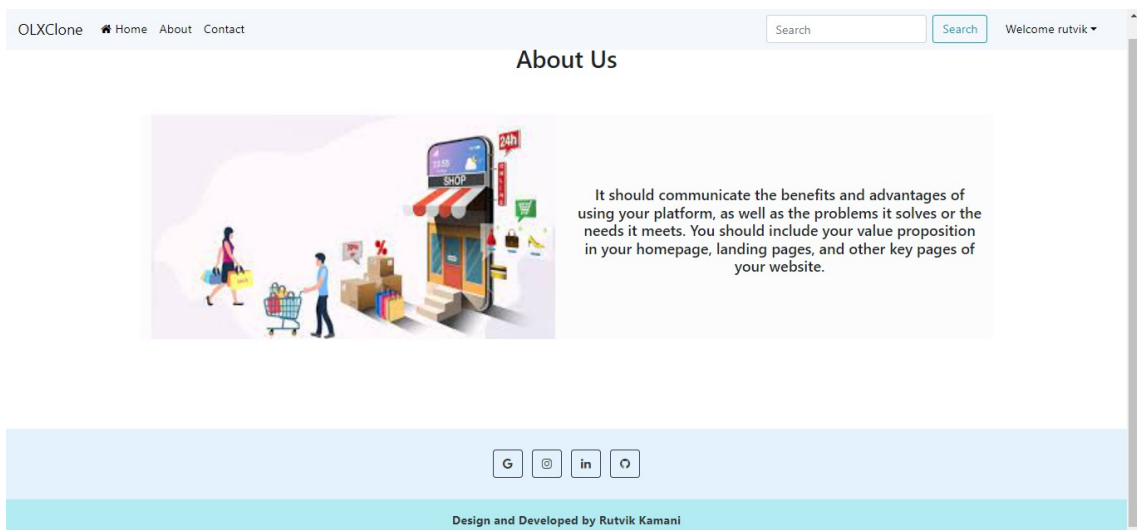 OLXClone Home About Contact Search Search Welcome rutvik
About Us
24h
23:55
SHOP
%
It should communicate the benefits and advantages of
using your platform, as well as the problems it solves or the
needs it meets. You should include your value proposition
in your homepage, landing pages, and other key pages of
your website.
G in
Design and Developed by Rutvik Kamani